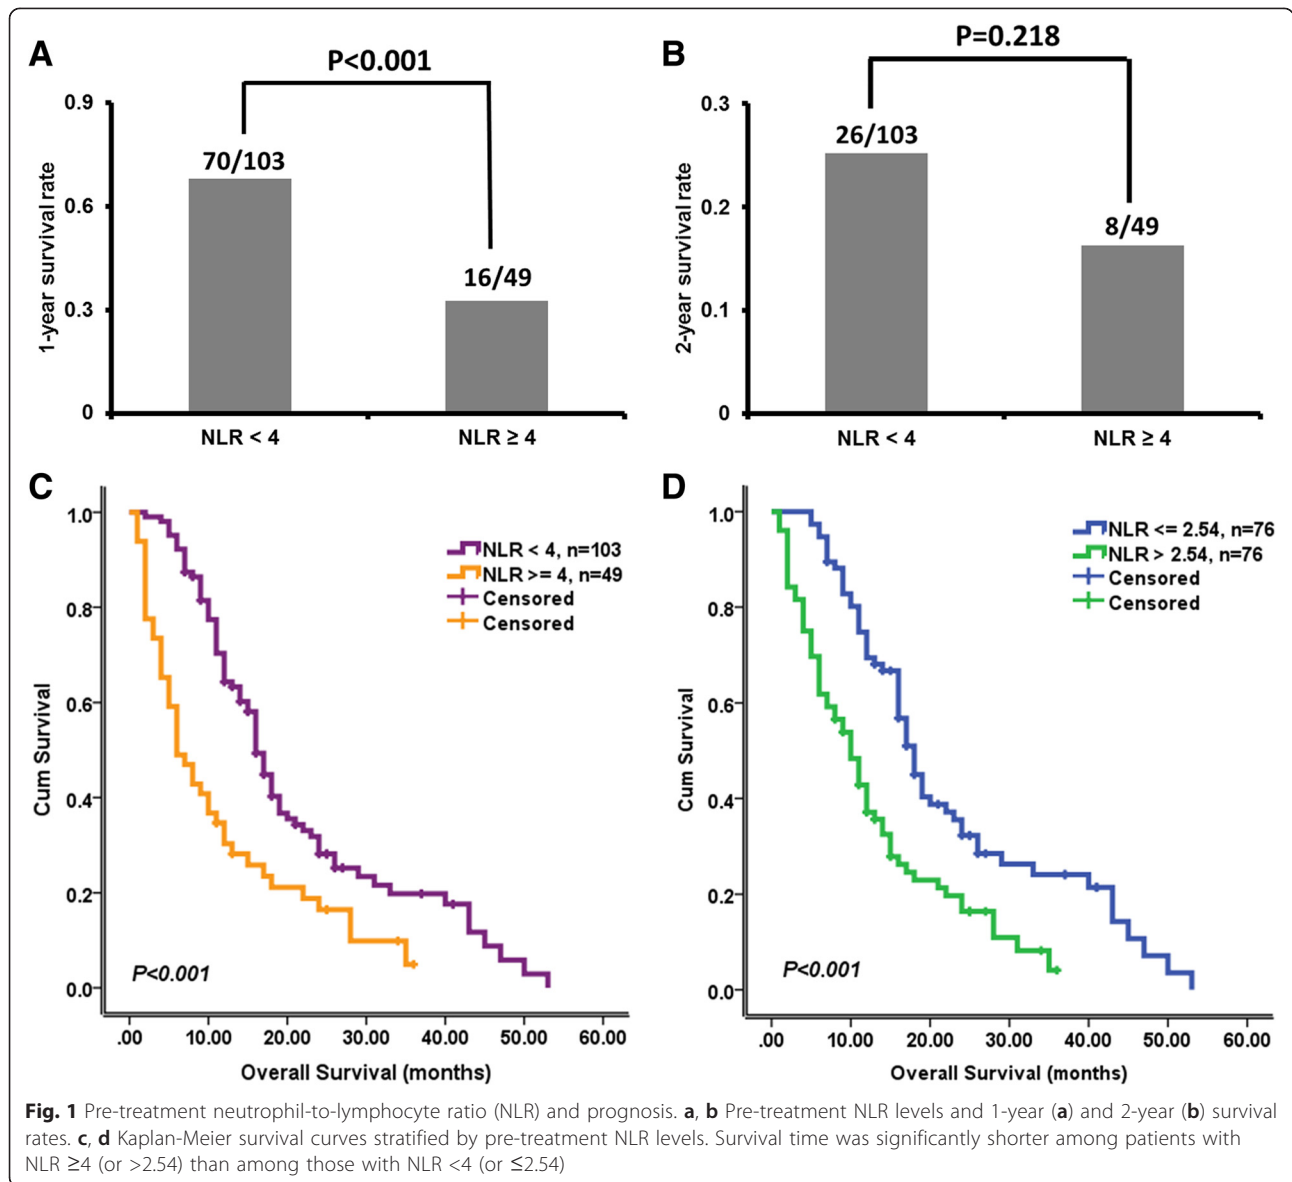 A
P<0.001
0.9
0.6
0.3
0
1-year survival rate
70/103
16/49
NLR < 4
NLR ≥ 4
B
P=0.218
0.3
0.2
0.1
0
2-year survival rate
26/103
8/49
NLR < 4
NLR ≥ 4
C
1.0
0.8
0.6
0.4
0.2
0.0
Cum Survival
NLR < 4, n=103
NLR >= 4, n=49
Censored
Censored
P<0.001
.00 10.00 20.00 30.00 40.00 50.00 60.00
Overall Survival (months)
D
1.0
0.8
0.6
0.4
0.2
0.0
Cum Survival
NLR <= 2.54, n=76
NLR > 2.54, n=76
Censored
Censored
P<0.001
.00 10.00 20.00 30.00 40.00 50.00 60.00
Overall Survival (months)
Fig. 1 Pre-treatment neutrophil-to-lymphocyte ratio (NLR) and prognosis. a, b Pre-treatment NLR levels and 1-year (a) and 2-year (b) survival
rates. c, d Kaplan-Meier survival curves stratified by pre-treatment NLR levels. Survival time was significantly shorter among patients with
NLR ≥4 (or >2.54) than among those with NLR <4 (or ≤2.54)